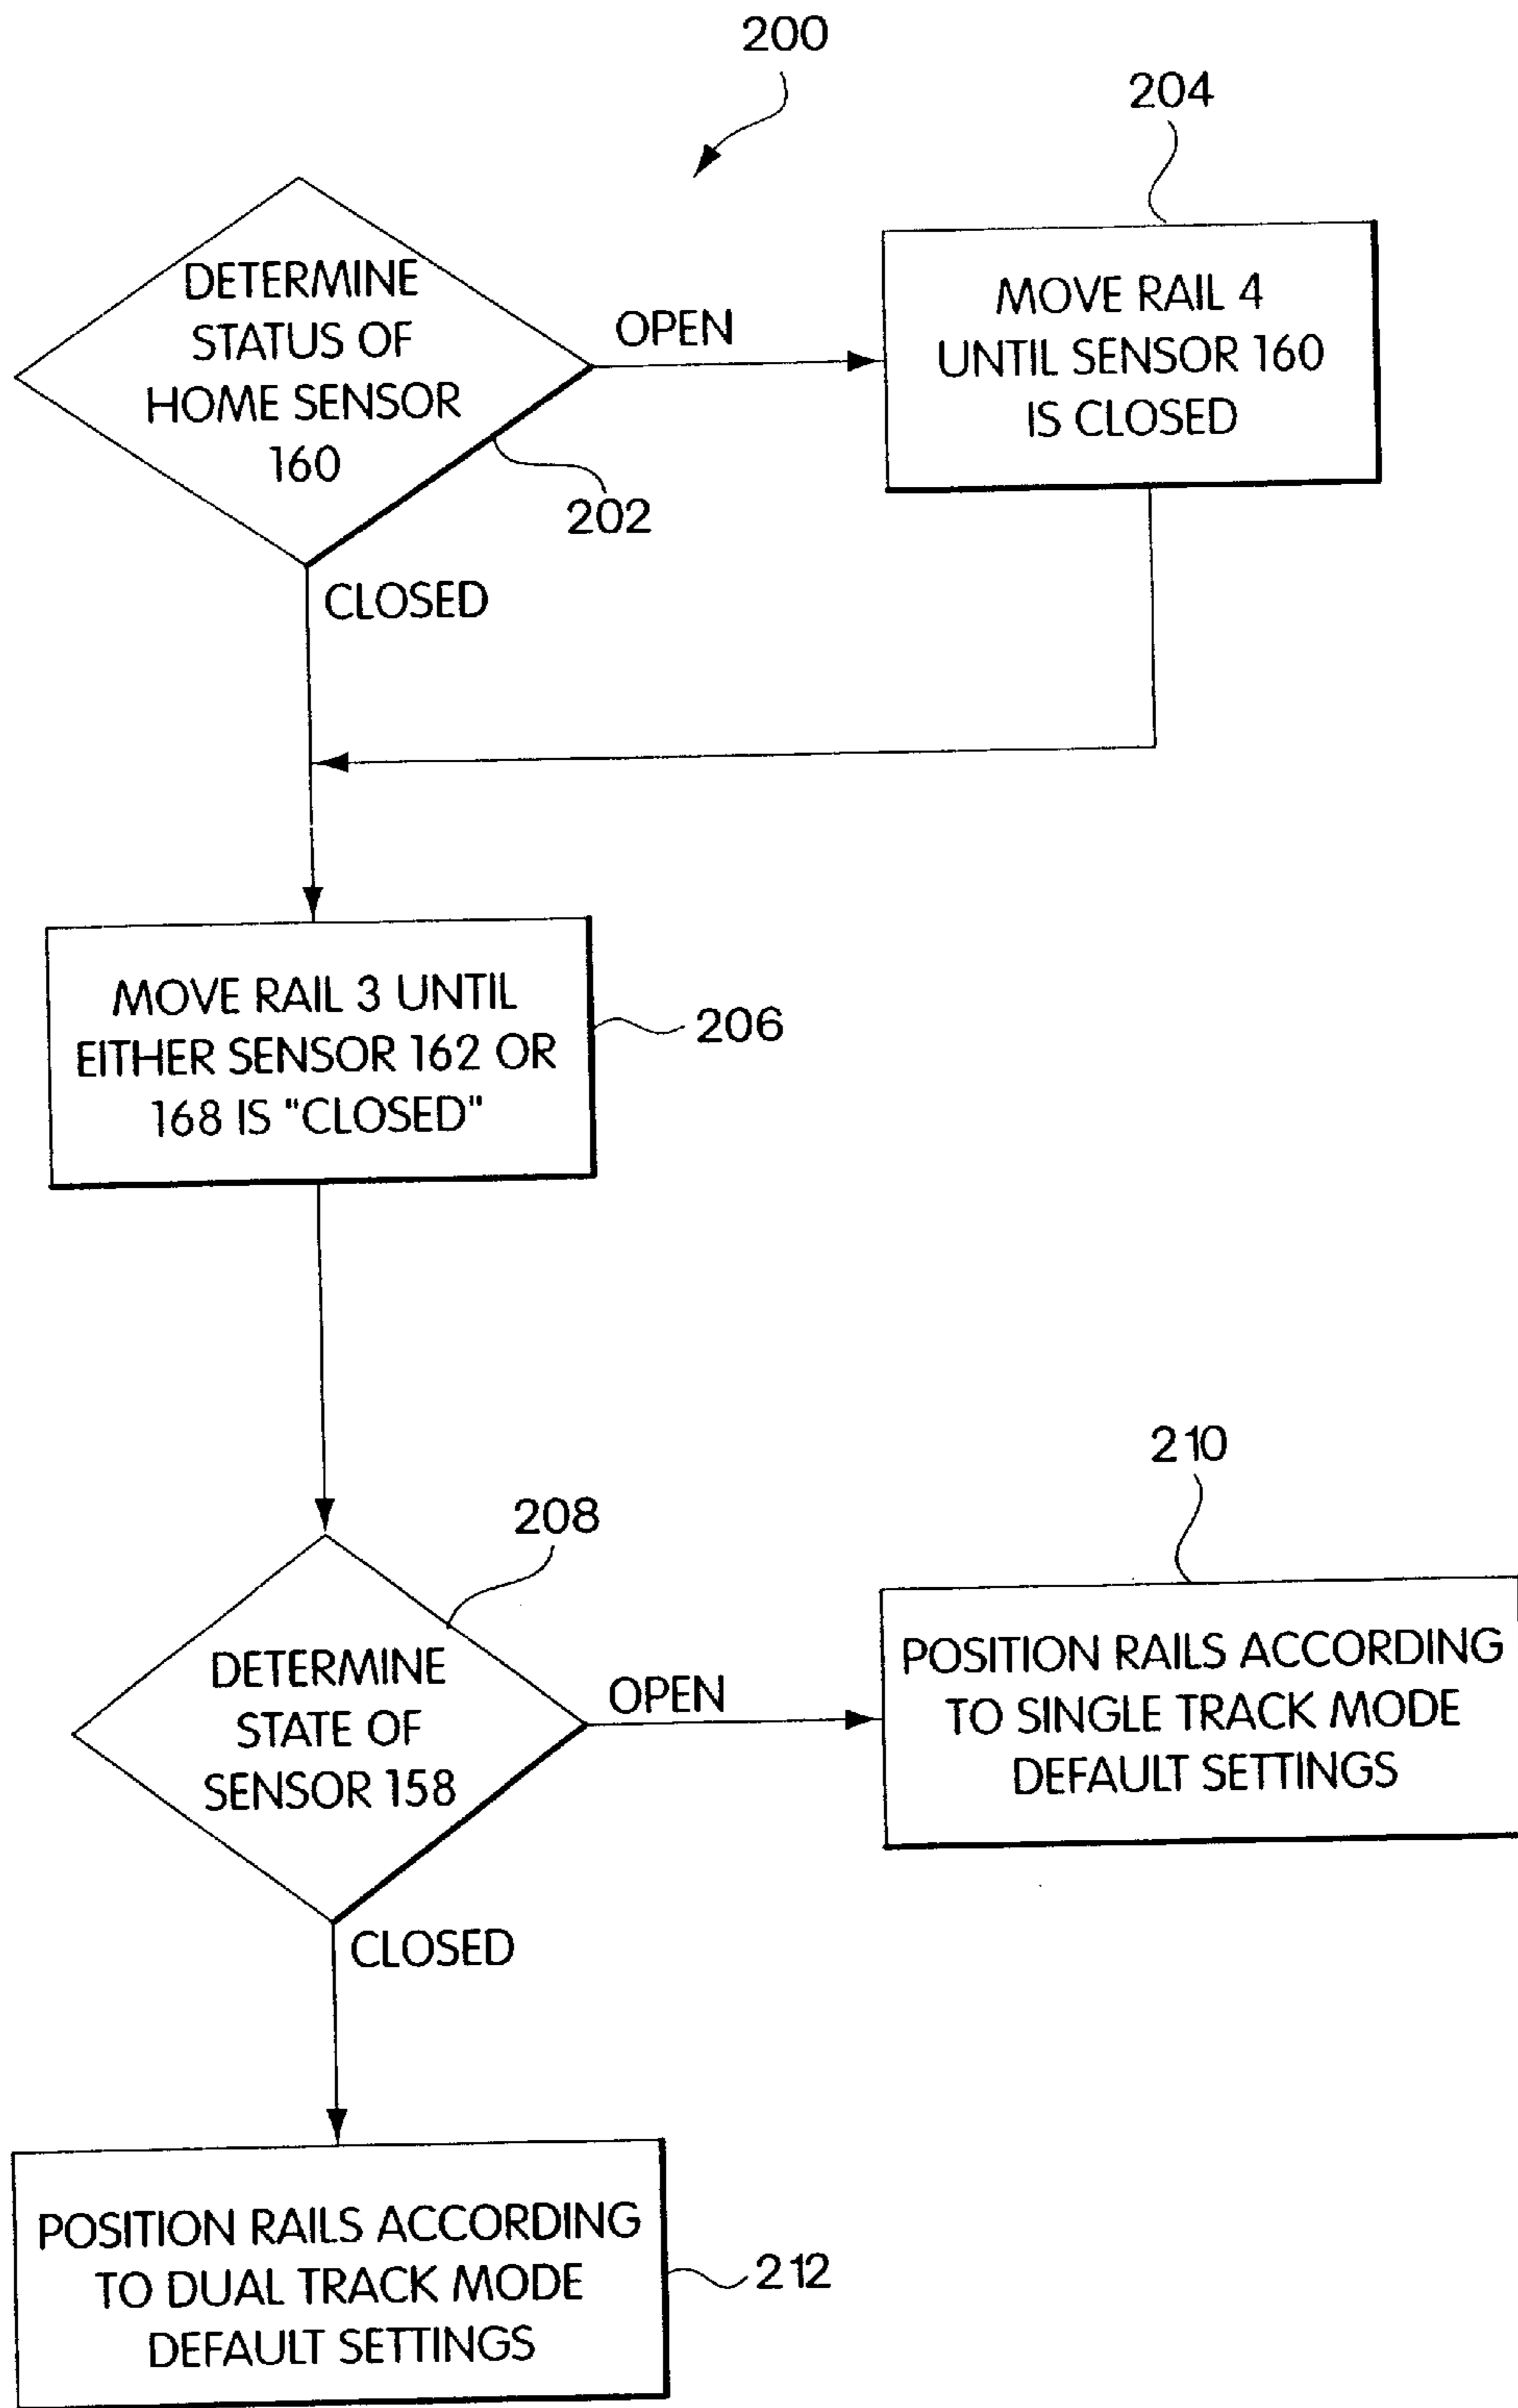 200
204
DETERMINE
STATUS OF
HOME SENSOR
160
OPEN
MOVE RAIL 4
UNTIL SENSOR 160
IS CLOSED
202
CLOSED
MOVE RAIL 3 UNTIL
EITHER SENSOR 162 OR
168 IS "CLOSED"
206
208
210
DETERMINE
STATE OF
SENSOR 158
OPEN
POSITION RAILS ACCORDING
TO SINGLE TRACK MODE
DEFAULT SETTINGS
CLOSED
POSITION RAILS ACCORDING
TO DUAL TRACK MODE
DEFAULT SETTINGS
212